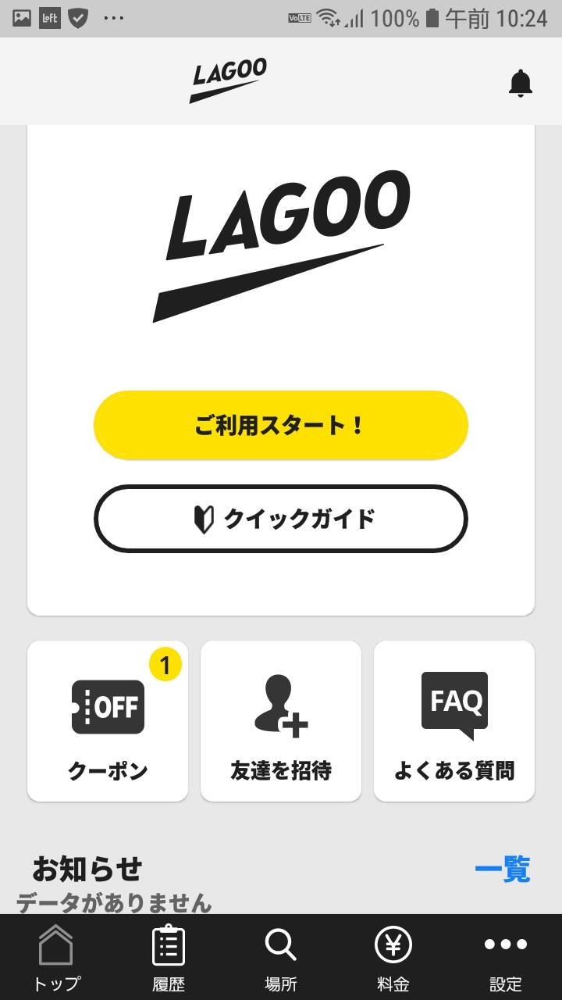 Loft VoLTE 100% 午前 10:24
LAGOO
LAGOO
ご利用スタート！
クイックガイド
1
OFF
FAQ
クーポン
友達を招待
よくある質問
お知らせ 一覧
データがありません
¥
トップ 履歴 場所 料金 設定